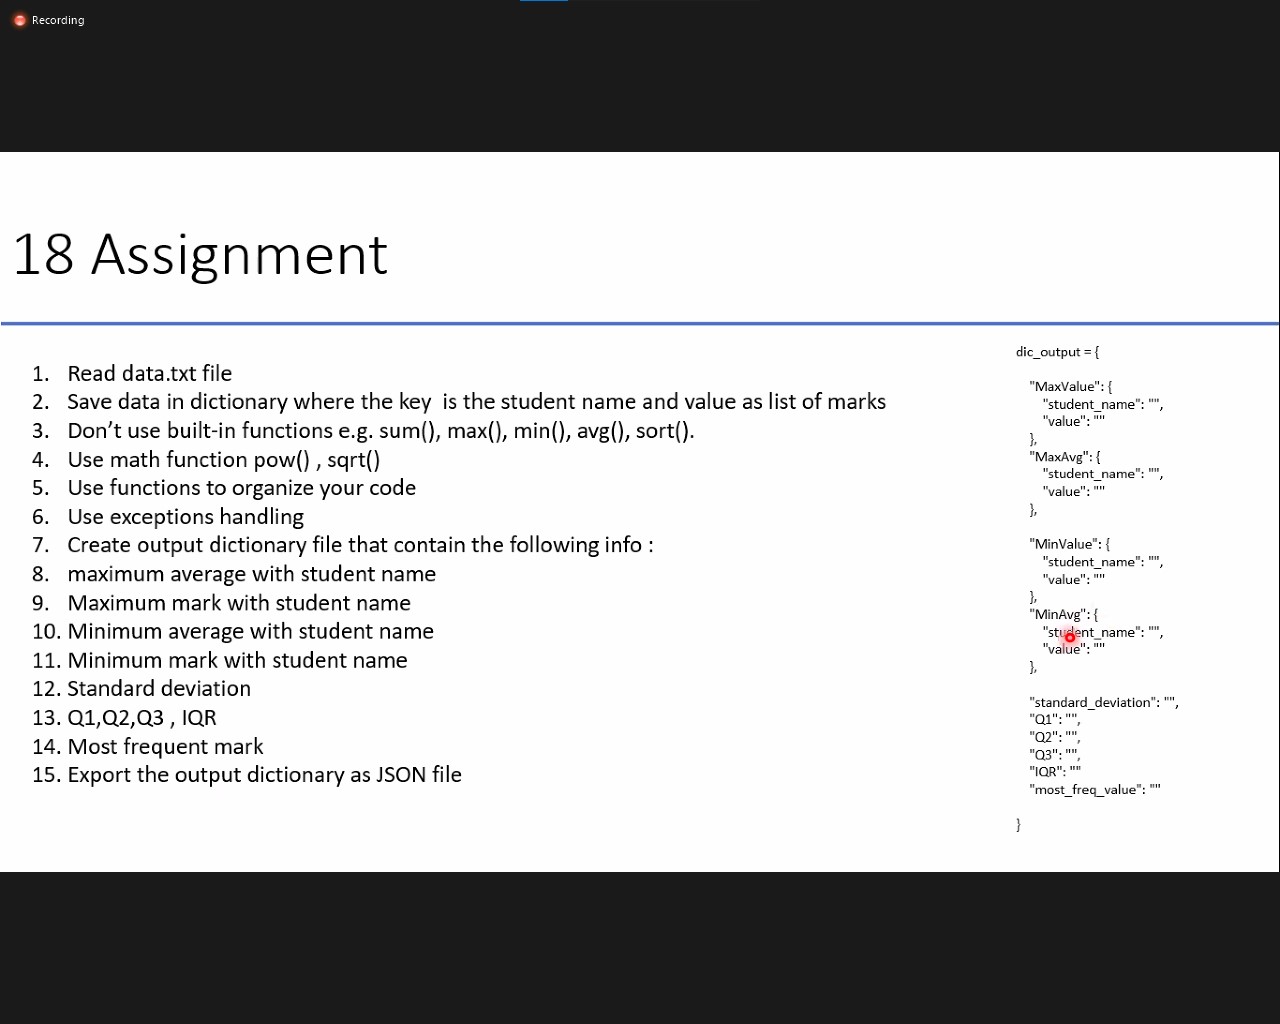 Recording
18 Assignment
1. Read data.txt file
2. Save data in dictionary where the key  is the student name and value as list of marks
3. Don’t use built-in functions e.g. sum(), max(), min(), avg(), sort().
4. Use math function pow() , sqrt()
5. Use functions to organize your code
6. Use exceptions handling
7. Create output dictionary file that contain the following info :
8. maximum average with student name
9. Maximum mark with student name
10. Minimum average with student name
11. Minimum mark with student name
12. Standard deviation
13. Q1,Q2,Q3 , IQR
14. Most frequent mark
15. Export the output dictionary as JSON file
dic_output = {
"MaxValue": {
"student_name": "",
"value": ""
},
"MaxAvg": {
"student_name": "",
"value": ""
},
"MinValue": {
"student_name": "",
"value": ""
},
"MinAvg": {
"student_name": "",
"value": ""
},
"standard_deviation": "",
"Q1": "",
"Q2": "",
"Q3": "",
"IQR": ""
"most_freq_value": ""
}